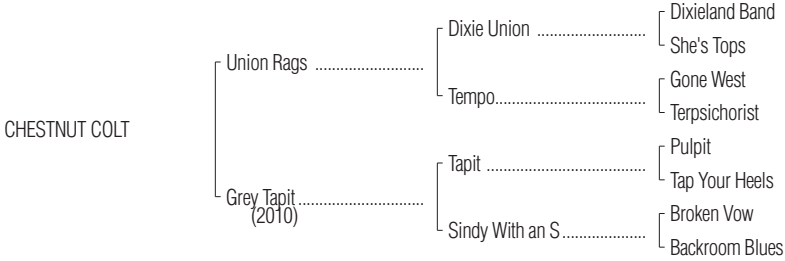 Dixieland Band
Dixie Union ..........................
She's Tops
Union Rags ..........................
Gone West
Tempo....................................
Terpsichorist
CHESTNUT COLT
Pulpit
Tapit ......................................
Tap Your Heels
Grey Tapit..............................
(2010)
Broken Vow
Sindy With an S....................
Backroom Blues